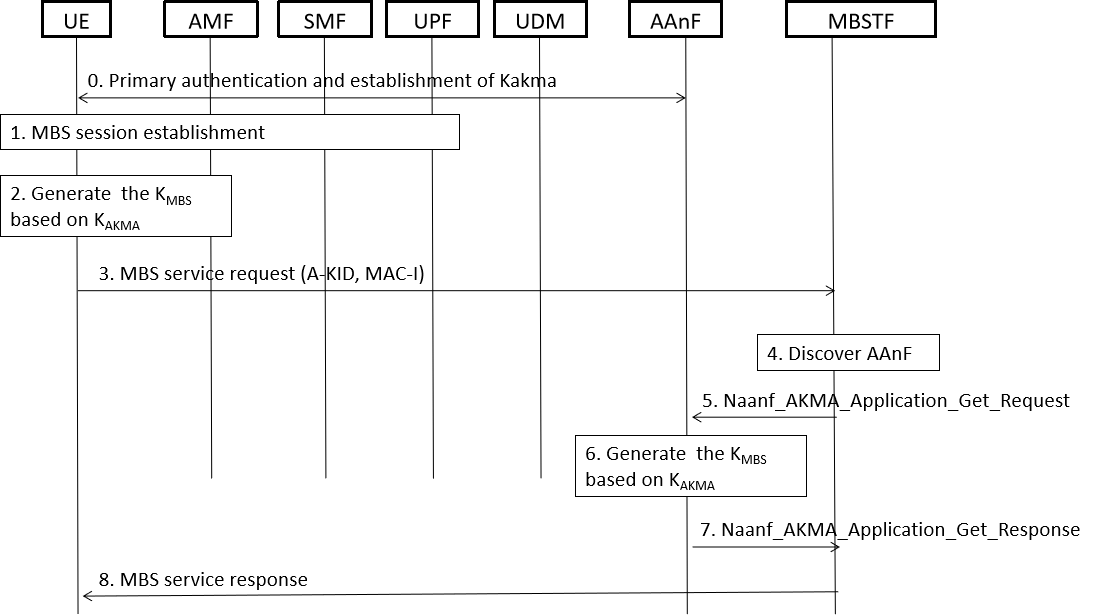 UE AMF SMF UPF UDM AAnF MBSTF
0. Primary authentication and establishment of Kakma
1. MBS session establishment
2. Generate the KMBS
based on KAKMA
3. MBS service request (A-KID, MAC-I)
4. Discover AAnF
5. Naanf_AKMA_Application_Get_Request
6. Generate the KMBS
based on KAKMA
7. Naanf_AKMA_Application_Get_Response
8. MBS service response